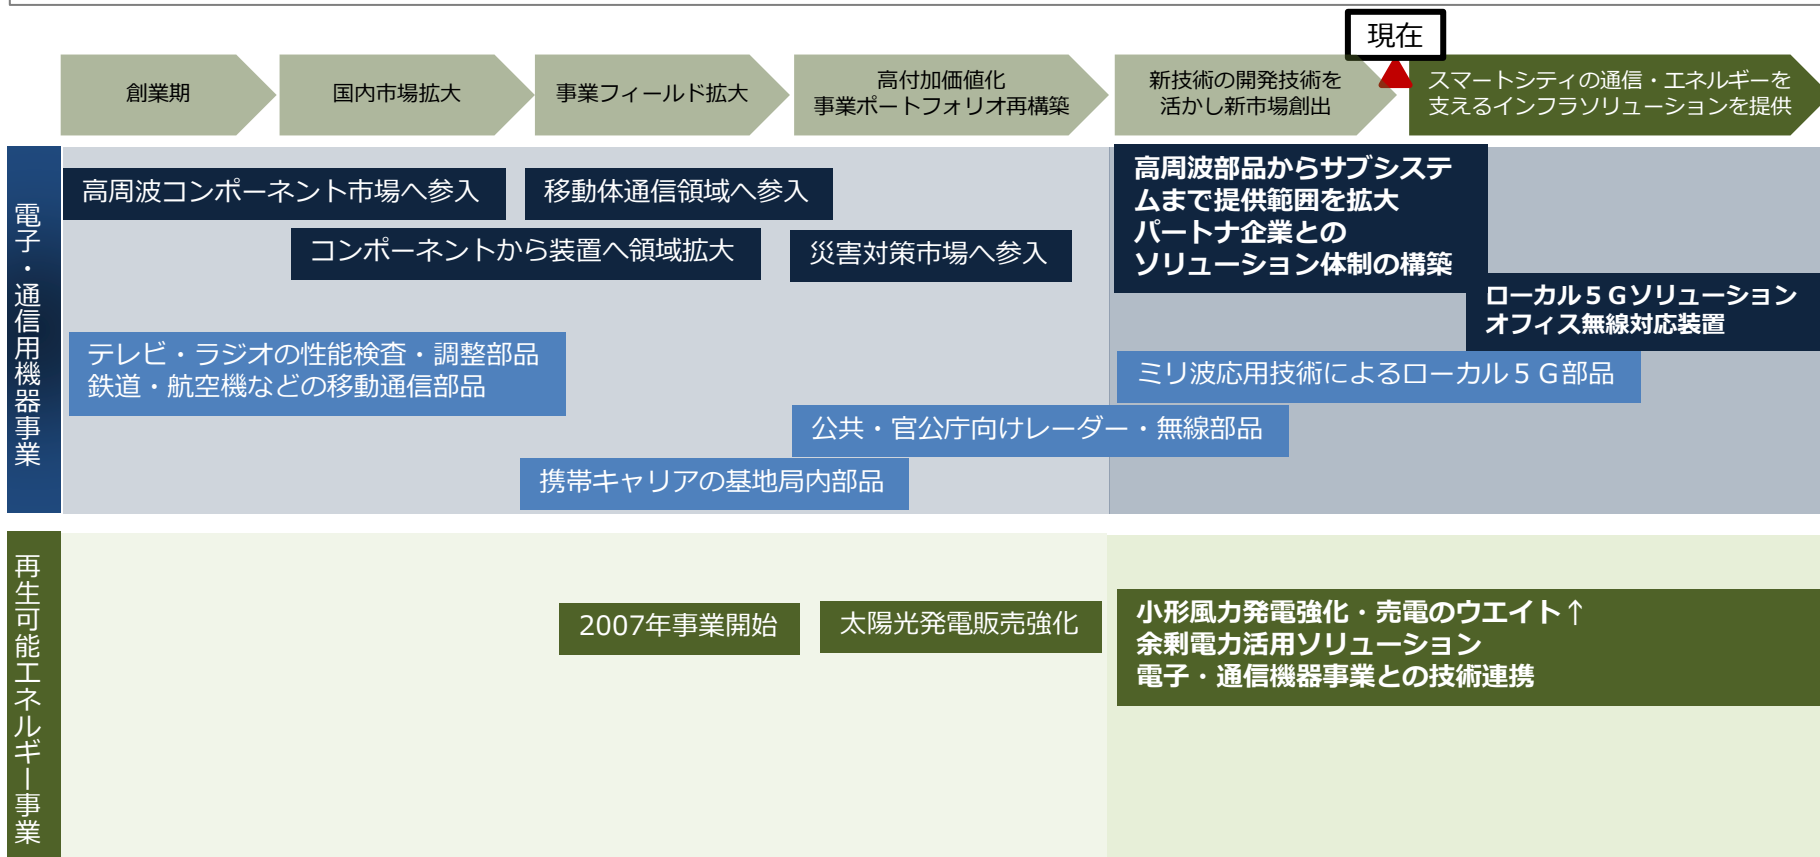 現在
創業期
国内市場拡大
事業フィールド拡大
高付加価値化
事業ポートフォリオ再構築
新技術の開発技術を
活かし新市場創出
スマートシティの通信・エネルギーを
支えるインフラソリューションを提供
電子・通信用機器事業
高周波コンポーネント市場へ参入
移動体通信領域へ参入
コンポーネントから装置へ領域拡大
災害対策市場へ参入
高周波部品からサブシステ
ムまで提供範囲を拡大
パートナ企業との
ソリューション体制の構築
ローカル５Ｇソリューション
オフィス無線対応装置
テレビ・ラジオの性能検査・調整部品
鉄道・航空機などの移動通信部品
ミリ波応用技術によるローカル５Ｇ部品
公共・官公庁向けレーダー・無線部品
携帯キャリアの基地局内部品
再生可能エネルギー事業
2007年事業開始
太陽光発電販売強化
小形風力発電強化・売電のウエイト↑
余剰電力活用ソリューション
電子・通信機器事業との技術連携